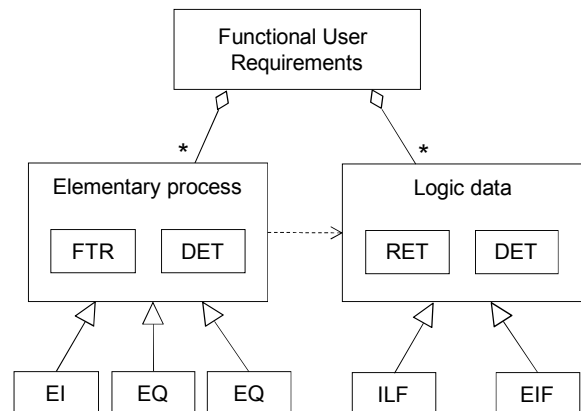 Functional User
Requirements
*
*
Elementary process
Logic data
FTR
DET
RET
DET
EI
EQ
EQ
ILF
EIF